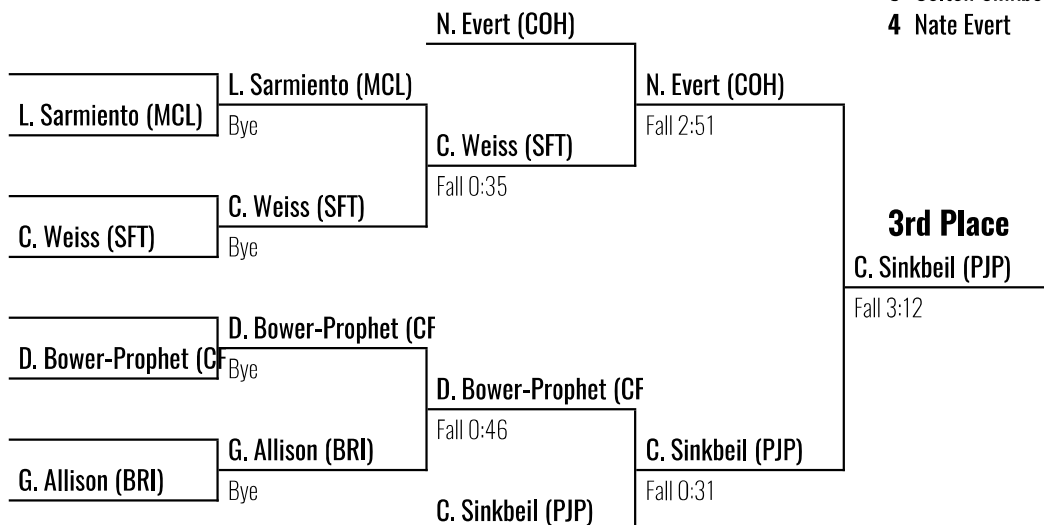 N. Evert (COH)
4 Nate Evert
L. Sarmiento (MCL)
N. Evert (COH)
L. Sarmiento (MCL)
Bye
Fall 2:51
C. Weiss (SFT)
Fall 0:35
C. Weiss (SFT)
C. Weiss (SFT)
Bye
3rd Place
C. Sinkbeil (PJP)
Fall 3:12
D. Bower-Prophet (CF
D. Bower-Prophet (CF
Bye
D. Bower-Prophet (CF
Fall 0:46
G. Allison (BRI)
C. Sinkbeil (PJP)
G. Allison (BRI)
Bye
Fall 0:31
C. Sinkbeil (PJP)